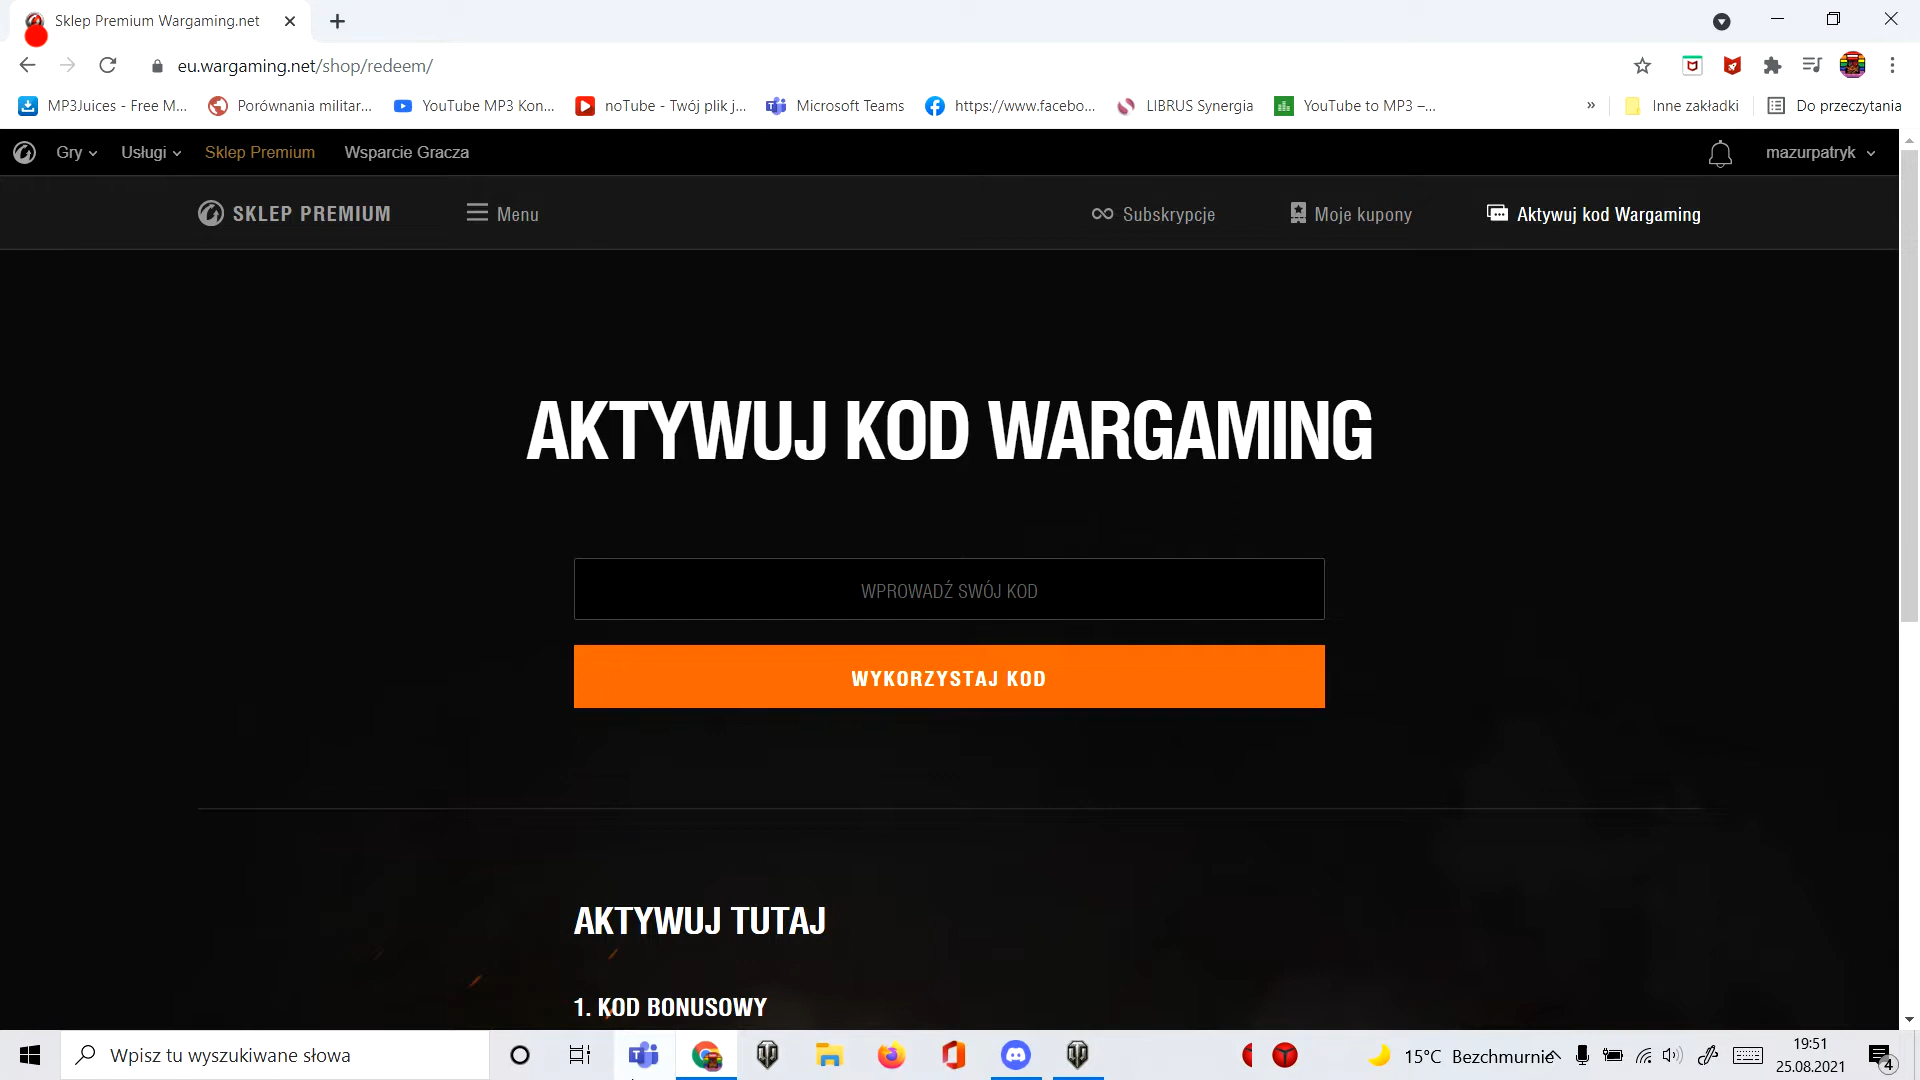 Sklep Premium Wargaming.net
eu.wargaming.net/shop/redeem/
MP3Juices - Free M... Porównania militar... YouTube MP3 Kon... noTube - Twój plik j... Microsoft Teams https://www.facebo... LIBRUS Synergia YouTube to MP3 –... » Inne zakładki Do przeczytania
Gry Usługi Sklep Premium Wsparcie Gracza mazurpatryk
SKLEP PREMIUM Menu Subskrypcje Moje kupony Aktywuj kod Wargaming
AKTYWUJ KOD WARGAMING
WPROWADŹ SWÓJ KOD
WYKORZYSTAJ KOD
AKTYWUJ TUTAJ
1. KOD BONUSOWY
Wpisz tu wyszukiwane słowa 15°C Bezchmurnie 19:51
25.08.2021 4